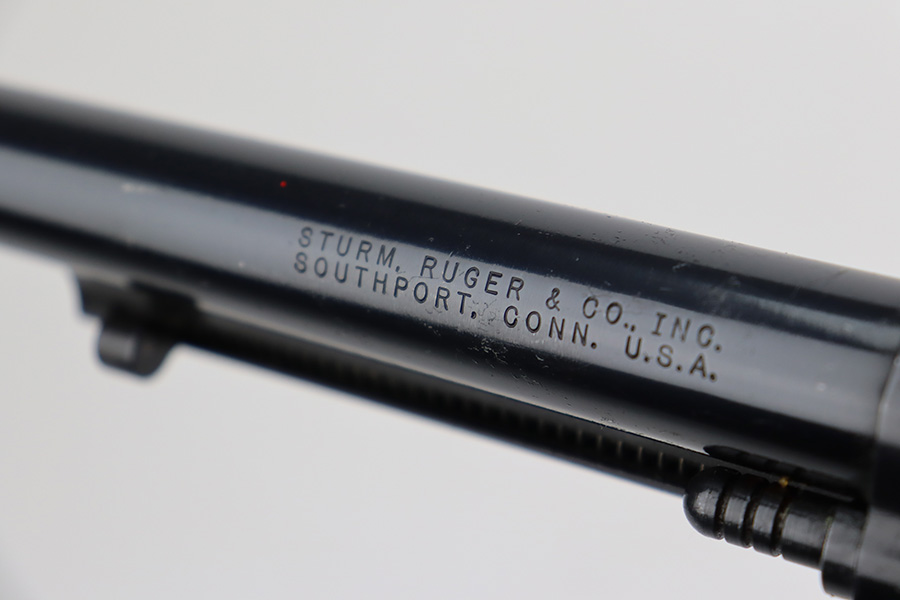 STURM, RUGER & CO., INC.
SOUTHPORT, CONN. U.S.A.